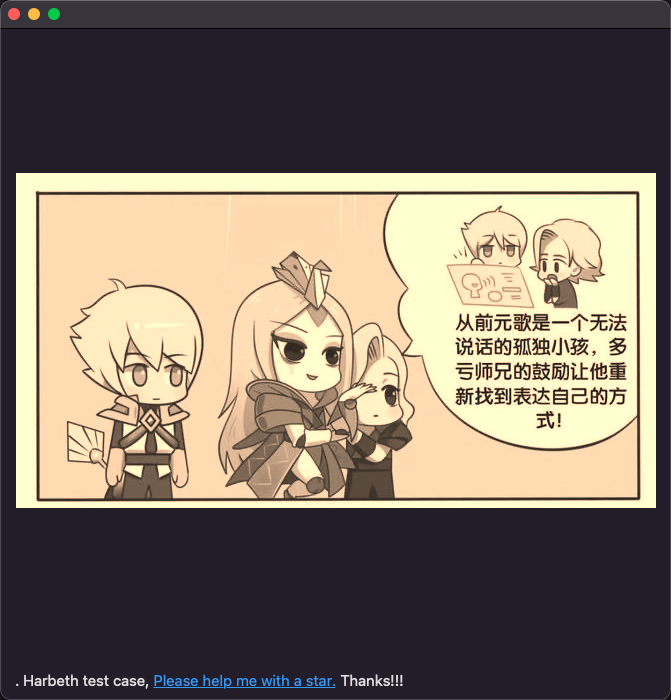 从前元歌是一个无法
说话的孤独小孩，多
亏师兄的鼓励让他重
新找到表达自己的方
式！
. Harbeth test case, Please help me with a star. Thanks!!!